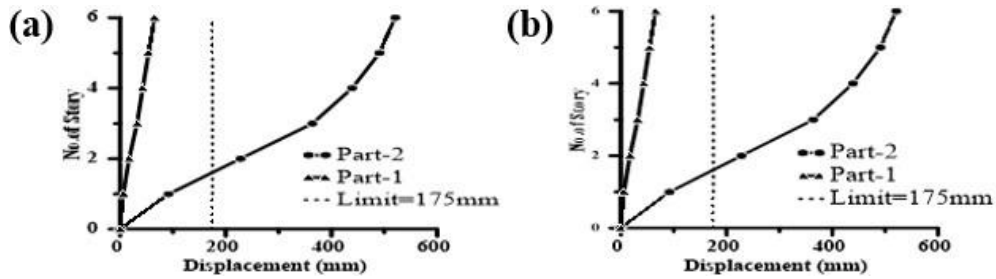 (a)
6
4
2
0
No.of Story
Part-2
Part-1
Limit=175mm
0 200 400 600
Displacement (mm)
(b)
6
4
2
0
No.of Story
Part-2
Part-1
Limit=175mm
0 200 400 600
Displacement (mm)